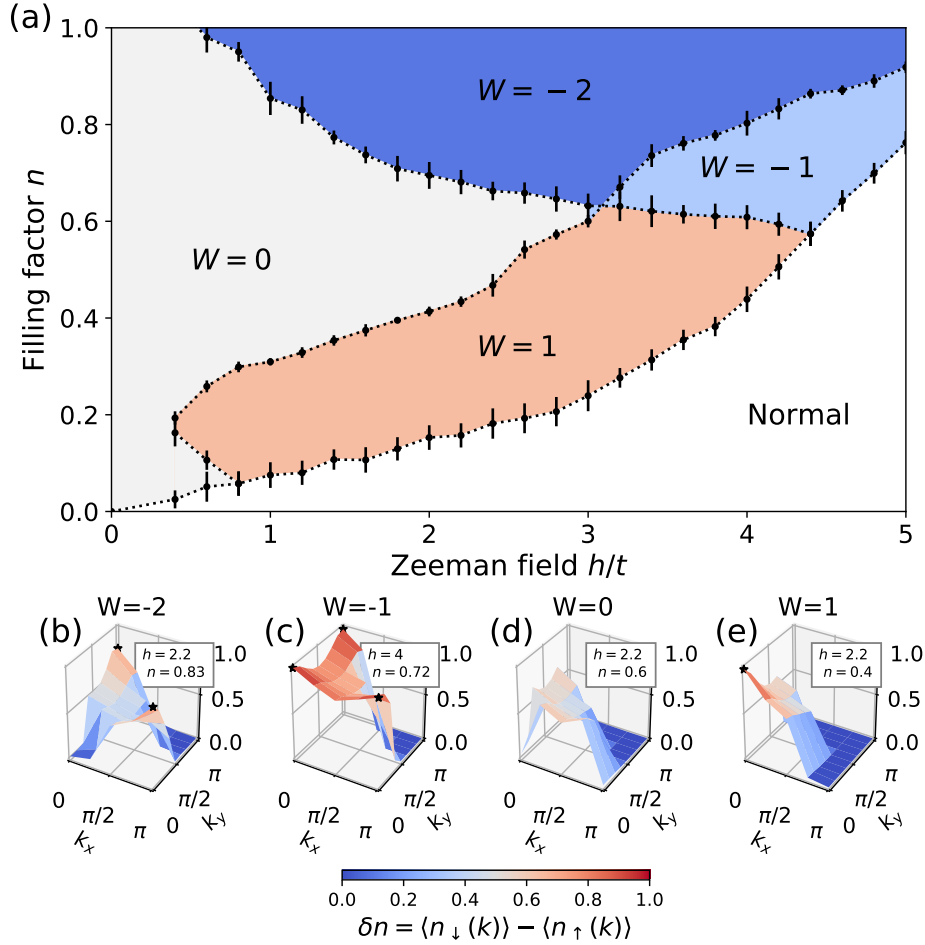 (a)
1.0
0.8
0.6
0.4
0.2
0.0
Filling factor n
W = −2
W = −1
W = 0
W = 1
Normal
0 1 2 3 4 5
Zeeman field h/t
W=-2 W=-1 W=0 W=1
(b) (c) (d) (e)
h = 2.2
n = 0.83
1.0
0.5
0.0
0
π/2
π
k_x
0
π/2
π
k_y
h = 4
n = 0.72
1.0
0.5
0.0
0
π/2
π
k_x
0
π/2
π
k_y
h = 2.2
n = 0.6
1.0
0.5
0.0
0
π/2
π
k_x
0
π/2
π
k_y
h = 2.2
n = 0.4
1.0
0.5
0.0
0
π/2
π
k_x
0
π/2
π
k_y
0.0 0.2 0.4 0.6 0.8 1.0
δn = ⟨n↓(k)⟩ − ⟨n↑(k)⟩